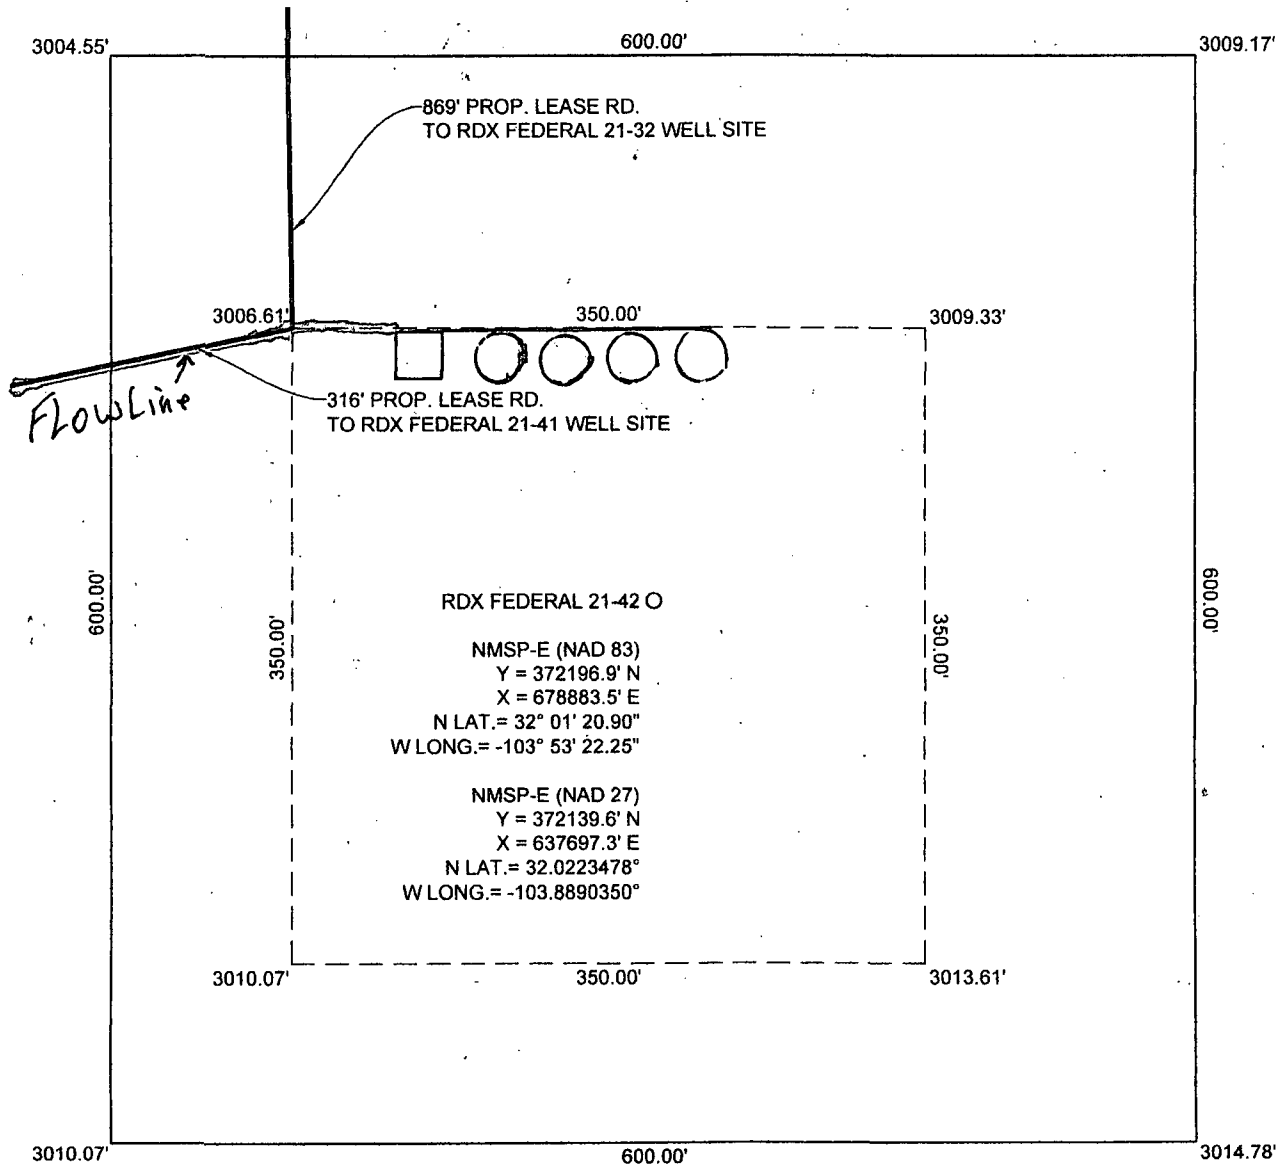 3004.55'
600.00'
3009.17'
869' PROP. LEASE RD.
TO RDX FEDERAL 21-32 WELL SITE
3006.61'
350.00'
3009.33'
FLOWLine
316' PROP. LEASE RD.
TO RDX FEDERAL 21-41 WELL SITE
600.00'
350.00'
RDX FEDERAL 21-42
350.00'
600.00'
NMSP-E (NAD 83)
Y = 372196.9' N
X = 678883.5' E
N LAT.= 32° 01' 20.90"
W LONG.= -103° 53' 22.25"
NMSP-E (NAD 27)
Y = 372139.6' N
X = 637697.3' E
N LAT.= 32.0223478°
W LONG.= -103.8890350°
3010.07'
350.00'
3013.61'
3010.07'
600.00'
3014.78'